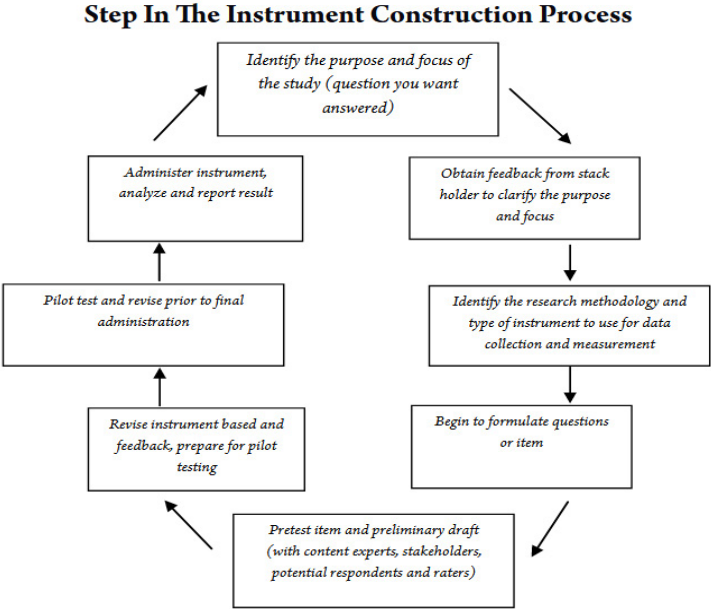 Step In The Instrument Construction Process
Identify the purpose and focus of
the study (question you want
answered)
Obtain feedback from stack
holder to clarify the purpose
and focus
Identify the research methodology and
type of instrument to use for data
collection and measurement
Begin to formulate questions
or item
Pretest item and preliminary draft
(with content experts, stakeholders,
potential respondents and raters)
Revise instrument based and
feedback, prepare for pilot
testing
Pilot test and revise prior to final
administration
Administer instrument,
analyze and report result